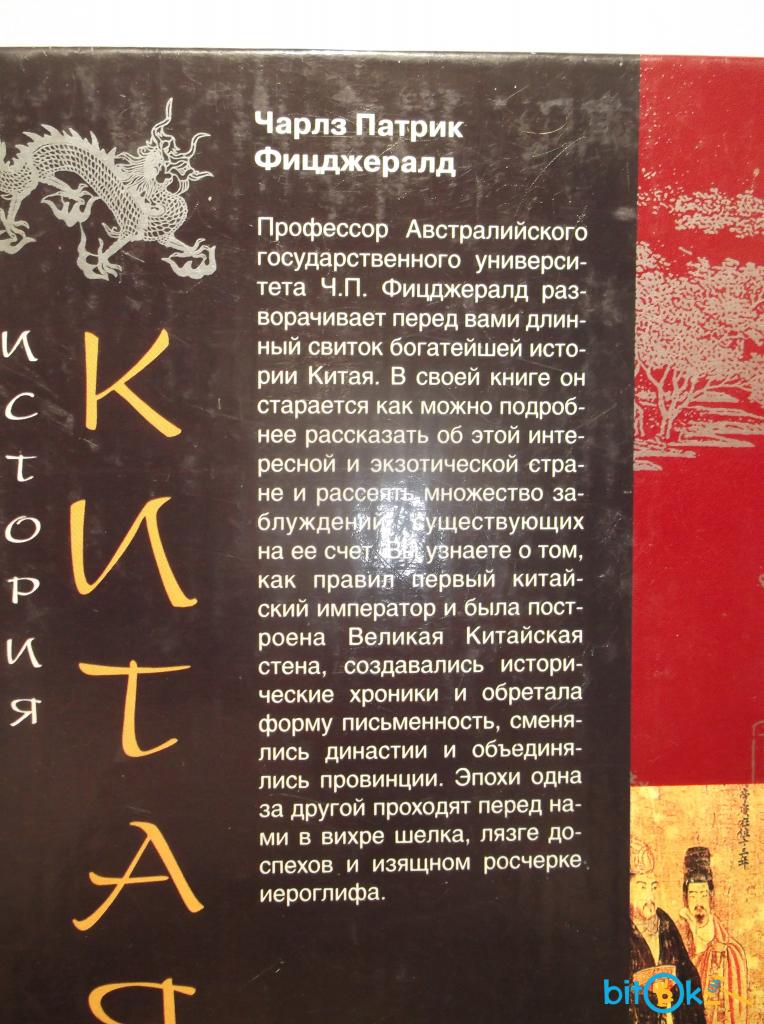 Чарлз Патрик
Фицджеральд
Профессор Австралийского
государственного универси-
тета Ч.П. Фицджеральд раз-
ворачивает перед вами длин-
ный свиток богатейшей исто-
рии Китая. В своей книге он
старается как можно подроб-
нее рассказать об этой инте-
ресной и экзотической стра-
не и рассеять множество за-
блуждений, существующих
на ее счет. Вы узнаете о том,
как правил первый китай-
ский император и была пост-
роена Великая Китайская
стена, создавались истори-
ческие хроники и обретала
форму письменность, сменя-
лись династии и объединя-
лись провинции. Эпохи одна
за другой проходят перед на-
ми в вихре шелка, лязге до-
спехов и изящном росчерке
иероглифа.
ИСТОРИЯ
КИТАЯ